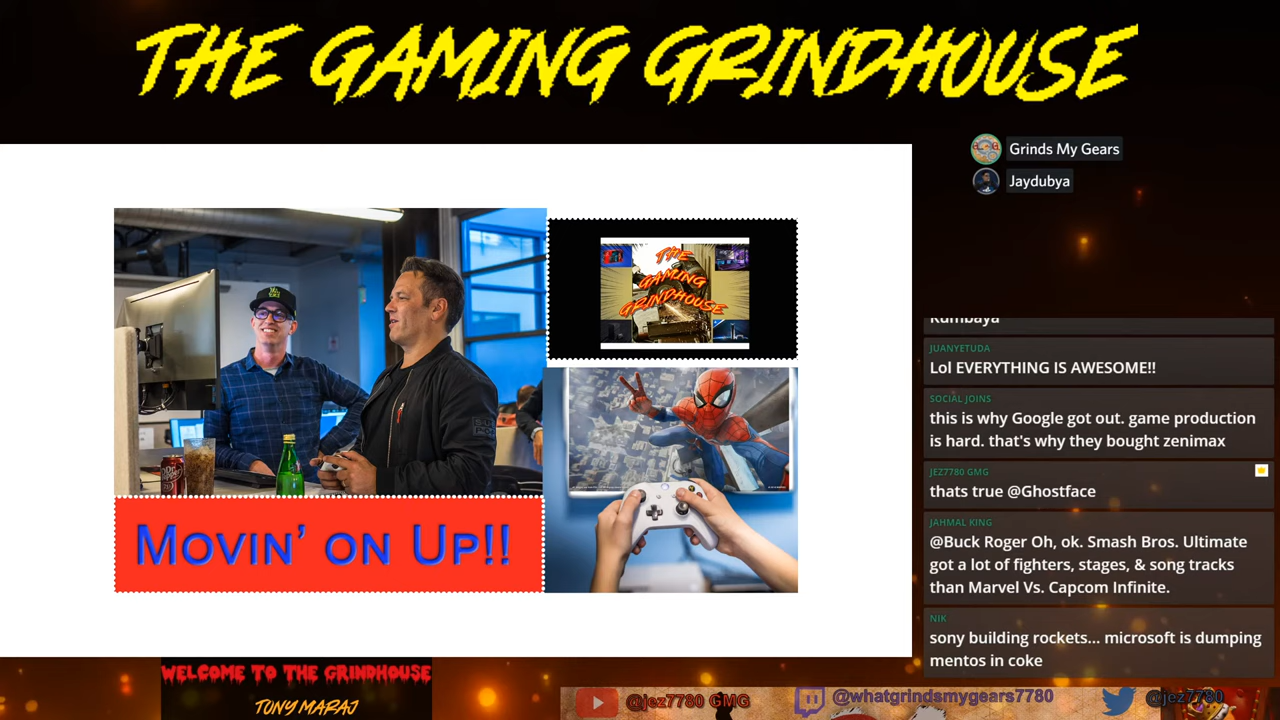 THE GAMING GRINDHOUSE
Grinds My Gears
Jaydubya
THE
GAMING
GRINDHOUSE
Movin' on Up!!
Kumbaya
JUANYETUDA
Lol EVERYTHING IS AWESOME!!
SOCIAL JOINS
this is why Google got out. game production
is hard. that's why they bought zenimax
JEZ7780 GMG
thats true @Ghostface
JAHMAL KING
@Buck Roger Oh, ok. Smash Bros. Ultimate
got a lot of fighters, stages, & song tracks
than Marvel Vs. Capcom Infinite.
NIK
sony building rockets... microsoft is dumping
mentos in coke
WELCOME TO THE GRINDHOUSE
TONY MARAJ
@jez7780 GMG
@whatgrindsmygears7780
@jez7780